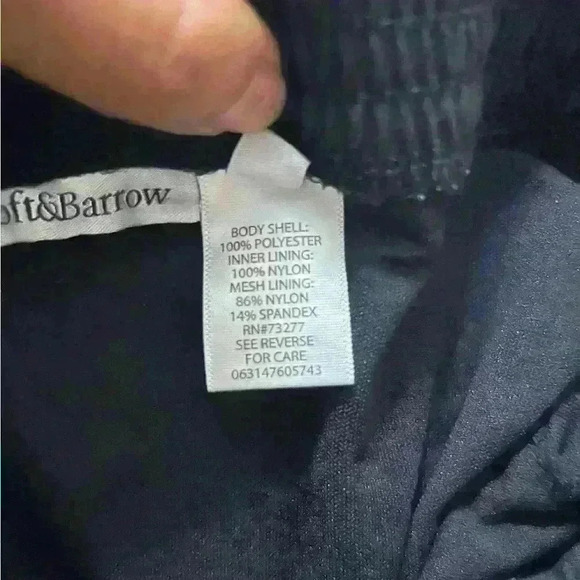 oft&Barrow
BODY SHELL:
100% POLYESTER
INNER LINING:
100% NYLON
MESH LINING:
86% NYLON
14% SPANDEX
RN#73277
SEE REVERSE
FOR CARE
063147605743